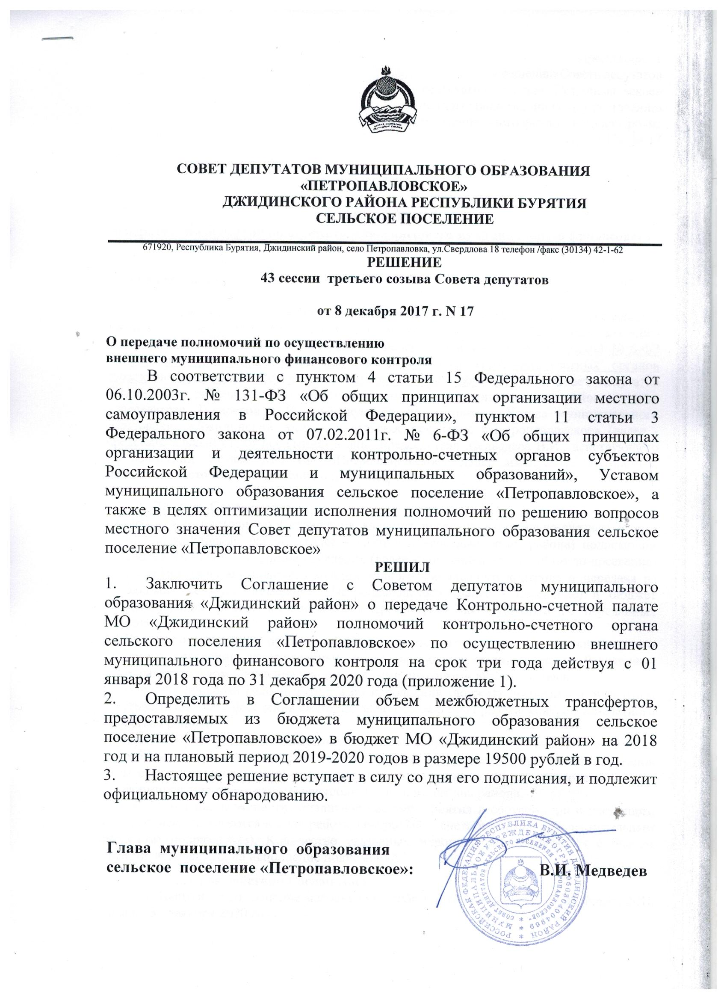 СОВЕТ ДЕПУТАТОВ МУНИЦИПАЛЬНОГО ОБРАЗОВАНИЯ
«ПЕТРОПАВЛОВСКОЕ»
ДЖИДИНСКОГО РАЙОНА РЕСПУБЛИКИ БУРЯТИЯ
СЕЛЬСКОЕ ПОСЕЛЕНИЕ
671920, Республика Бурятия, Джидинский район, село Петропавловка, ул.Свердлова 18 телефон /факс (30134) 42-1-62
РЕШЕНИЕ
43 сессии третьего созыва Совета депутатов
от 8 декабря 2017 г. N 17
О передаче полномочий по осуществлению
внешнего муниципального финансового контроля
В соответствии с пунктом 4 статьи 15 Федерального закона от
06.10.2003г. № 131-ФЗ «Об общих принципах организации местного
самоуправления в Российской Федерации», пунктом 11 статьи 3
Федерального закона от 07.02.2011г. № 6-ФЗ «Об общих принципах
организации и деятельности контрольно-счетных органов субъектов
Российской Федерации и муниципальных образований», Уставом
муниципального образования сельское поселение «Петропавловское», а
также в целях оптимизации исполнения полномочий по решению вопросов
местного значения Совет депутатов муниципального образования сельское
поселение «Петропавловское»
РЕШИЛ
1. Заключить Соглашение с Советом депутатов муниципального
образования «Джидинский район» о передаче Контрольно-счетной палате
МО «Джидинский район» полномочий контрольно-счетного органа
сельского поселения «Петропавловское» по осуществлению внешнего
муниципального финансового контроля на срок три года действуя с 01
января 2018 года по 31 декабря 2020 года (приложение 1).
2. Определить в Соглашении объем межбюджетных трансфертов,
предоставляемых из бюджета муниципального образования сельское
поселение «Петропавловское» в бюджет МО «Джидинский район» на 2018
год и на плановый период 2019-2020 годов в размере 19500 рублей в год.
3. Настоящее решение вступает в силу со дня его подписания, и подлежит
официальному обнародованию.
Глава муниципального образования
сельское поселение «Петропавловское»: В.И. Медведев
РОССИЙСКАЯ ФЕДЕРАЦИЯ РЕСПУБЛИКА БУРЯТИЯ ДЖИДИНСКИЙ РАЙОН
МУНИЦИПАЛЬНОЕ УЧРЕЖДЕНИЕ ОГРН 1060304004969
СОВЕТ ДЕПУТАТОВ СЕЛЬСКОГО ПОСЕЛЕНИЯ "ПЕТРОПАВЛОВСКОЕ"